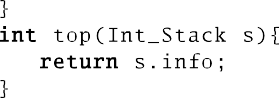 }
int top(Int_Stack s){
return s.info;
}